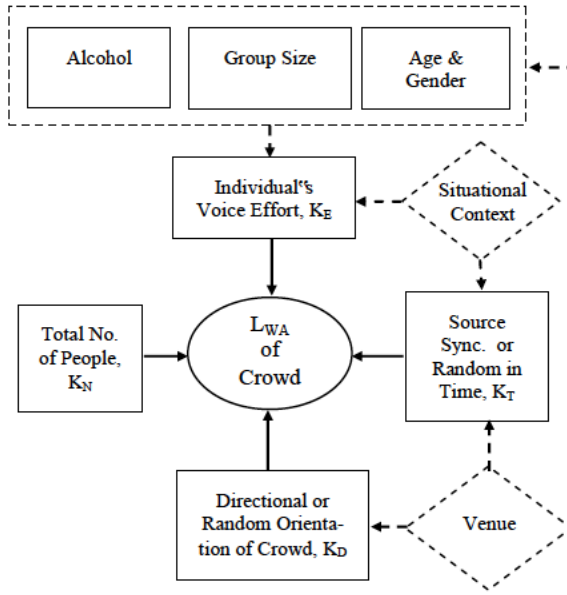 Alcohol
Group Size
Age &
Gender
Individual‟s
Voice Effort, KE
Situational
Context
Total No.
of People,
KN
LWA
of
Crowd
Source
Sync. or
Random in
Time, KT
Directional or
Random Orienta-
tion of Crowd, KD
Venue